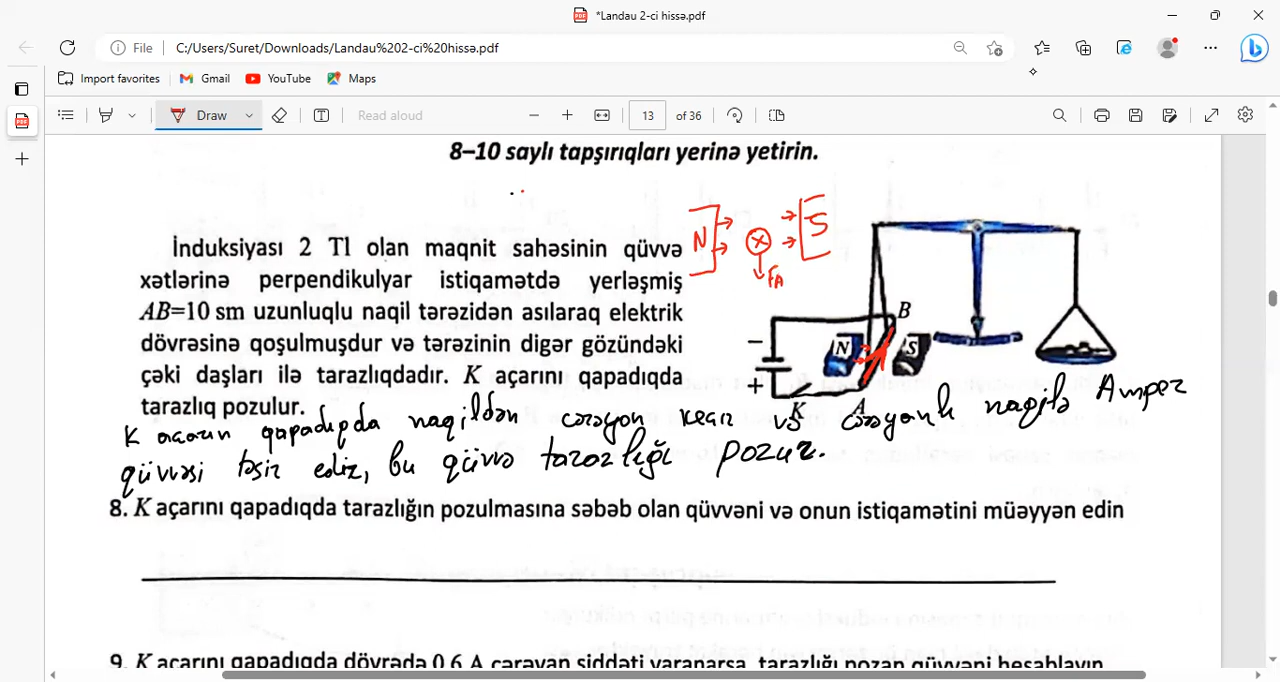 *Landau 2-ci hissə.pdf
File
C:/Users/Suret/Downloads/Landau%202-ci%20hissə.pdf
Import favorites
Gmail
YouTube
Maps
Draw
Read aloud
13 of 36
8–10 saylı tapşırıqları yerinə yetirin.
İnduksiyası 2 Tl olan maqnit sahəsinin qüvvə
xətlərinə perpendikulyar istiqamətdə yerləşmiş
AB=10 sm uzunluqlu naqil tərəzidən asılaraq elektrik
dövrəsinə qoşulmuşdur və tərəzinin digər gözündəki
çəki daşları ilə tarazlıqdadır. K açarını qapadıqda
tarazlıq pozulur.
N
S
FA
B
N
S
−
+
K
A
K açarın qapadıqda naqildən cərəyan keçir və cərəyanlı naqilə Amper
qüvvəsi təsir edir, bu qüvvə tarazlığı pozur.
8. K açarını qapadıqda tarazlığın pozulmasına səbəb olan qüvvəni və onun istiqamətini müəyyən edin
9. K açarını qapadıqda dövrədə 0,6 A cərəyan şiddəti yaranarsa, tarazlığı pozan qüvvəni hesablayın